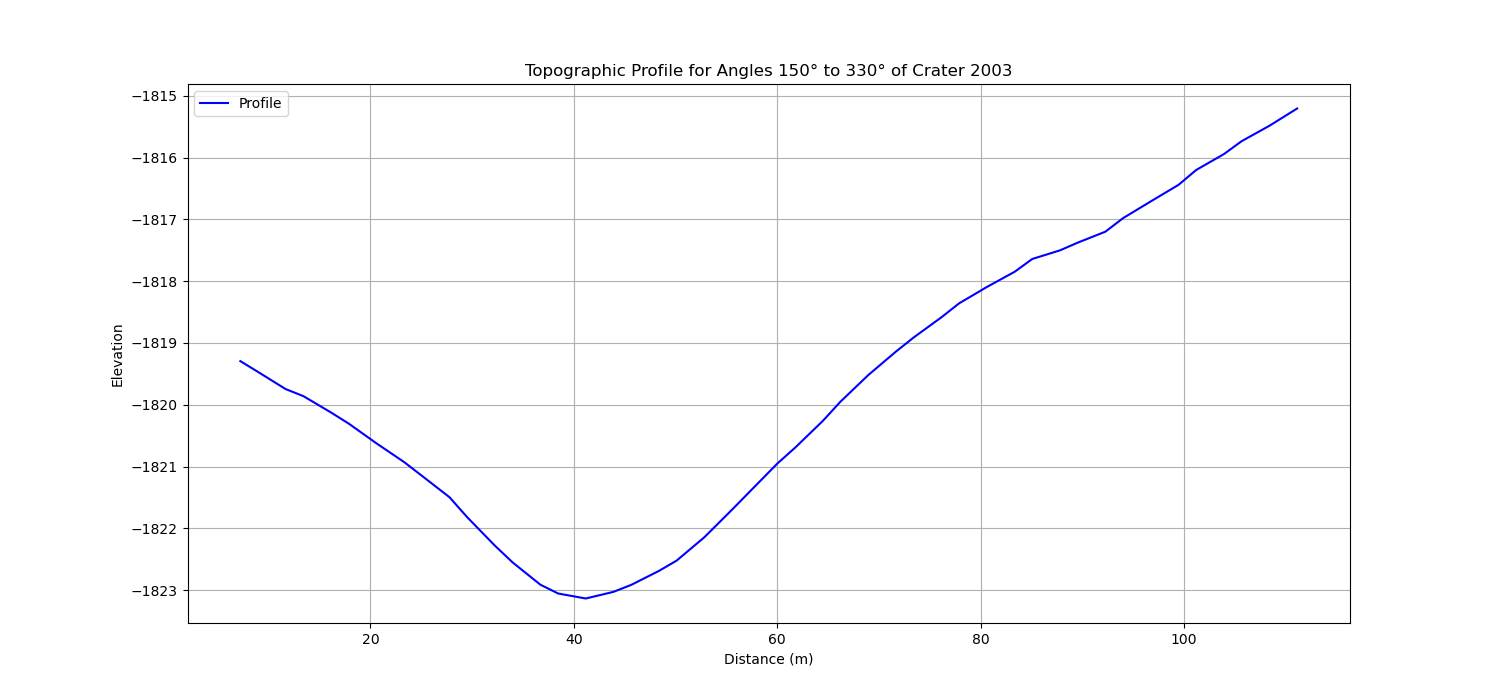 Topographic Profile for Angles 150° to 330° of Crater 2003
Profile
−1815
−1816
−1817
−1818
−1819
−1820
−1821
−1822
−1823
Elevation
20 40 60 80 100
Distance (m)